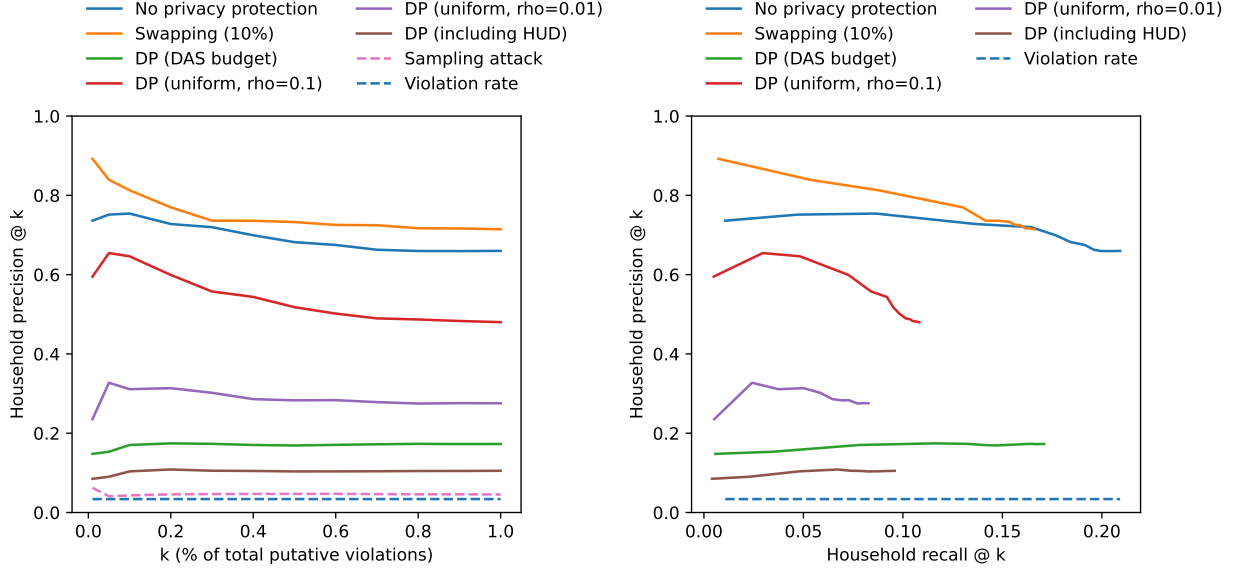 No privacy protection
Swapping (10%)
DP (DAS budget)
DP (uniform, rho=0.1)
DP (uniform, rho=0.01)
DP (including HUD)
Sampling attack
Violation rate
1.0
0.8
0.6
0.4
0.2
0.0
Household precision @ k
0.0
0.2
0.4
0.6
0.8
1.0
k (% of total putative violations)
No privacy protection
Swapping (10%)
DP (DAS budget)
DP (uniform, rho=0.1)
DP (uniform, rho=0.01)
DP (including HUD)
Violation rate
1.0
0.8
0.6
0.4
0.2
0.0
Household precision @ k
0.00
0.05
0.10
0.15
0.20
Household recall @ k